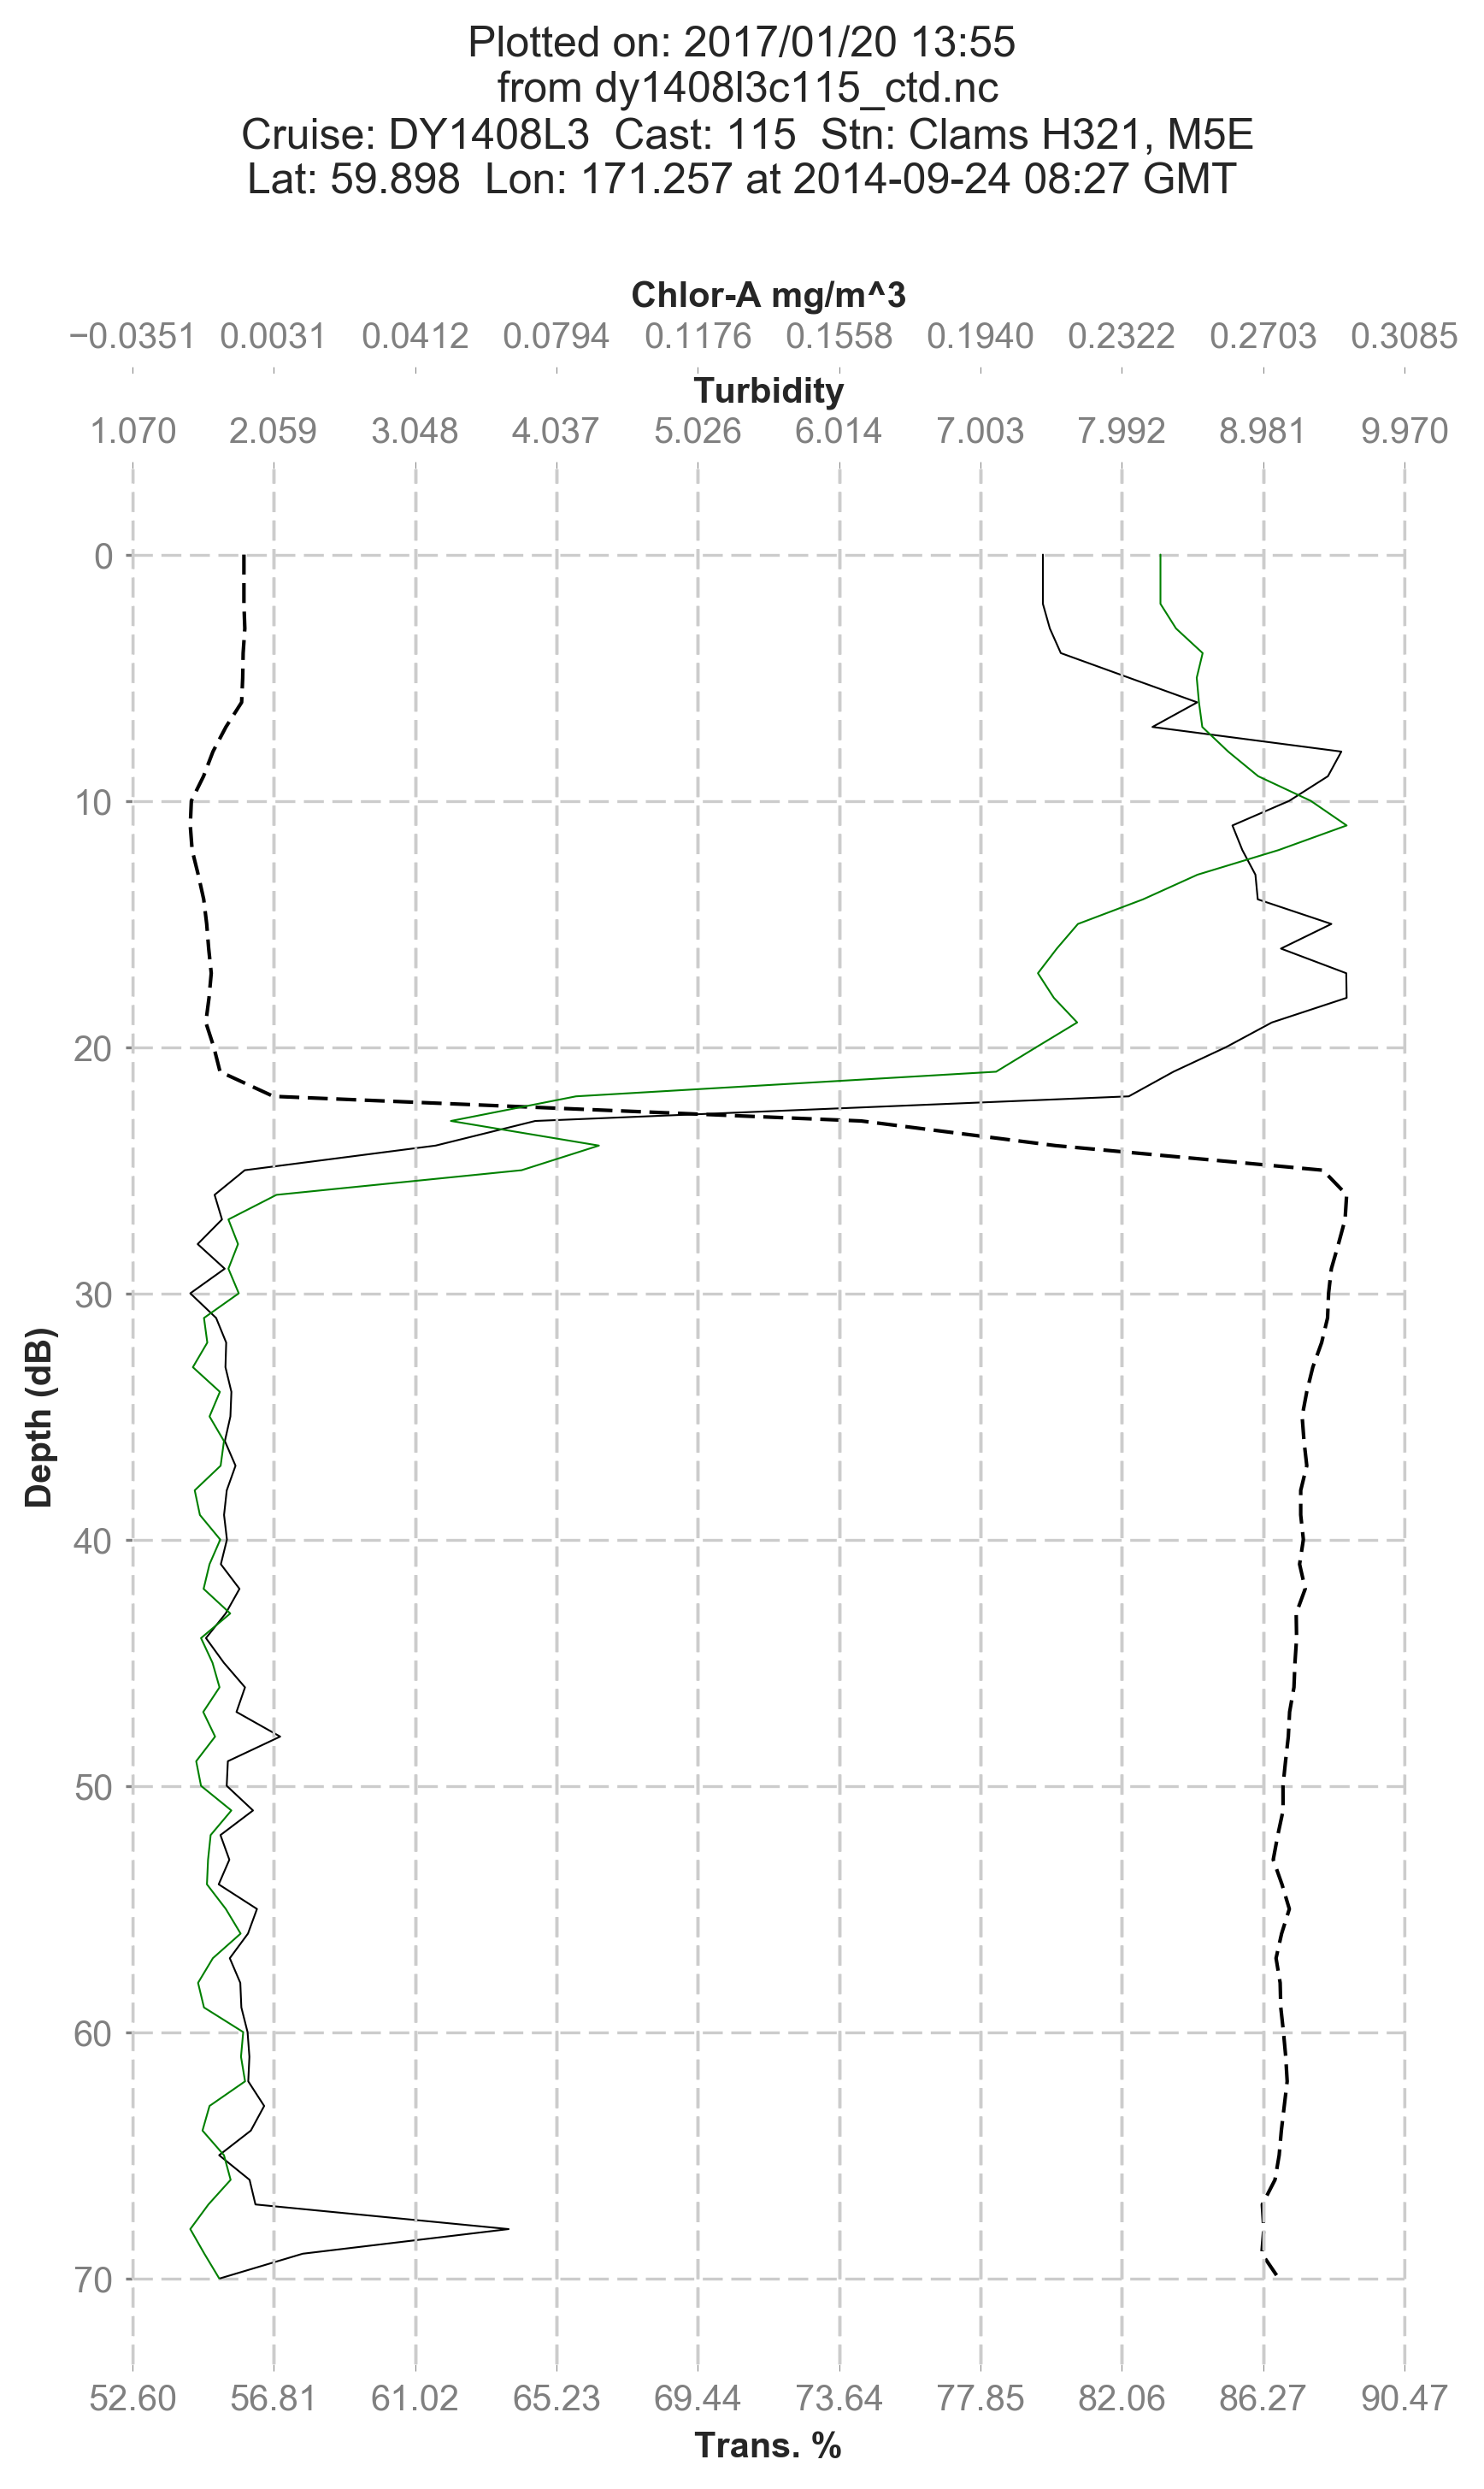 Plotted on: 2017/01/20 13:55
from dy1408l3c115_ctd.nc
Cruise: DY1408L3  Cast: 115  Stn: Clams H321, M5E
Lat: 59.898  Lon: 171.257 at 2014-09-24 08:27 GMT
Chlor-A mg/m^3
−0.0351 0.0031 0.0412 0.0794 0.1176 0.1558 0.1940 0.2322 0.2703 0.3085
Turbidity
1.070 2.059 3.048 4.037 5.026 6.014 7.003 7.992 8.981 9.970
0
10
20
30
Depth (dB)
40
50
60
70
52.60 56.81 61.02 65.23 69.44 73.64 77.85 82.06 86.27 90.47
Trans. %